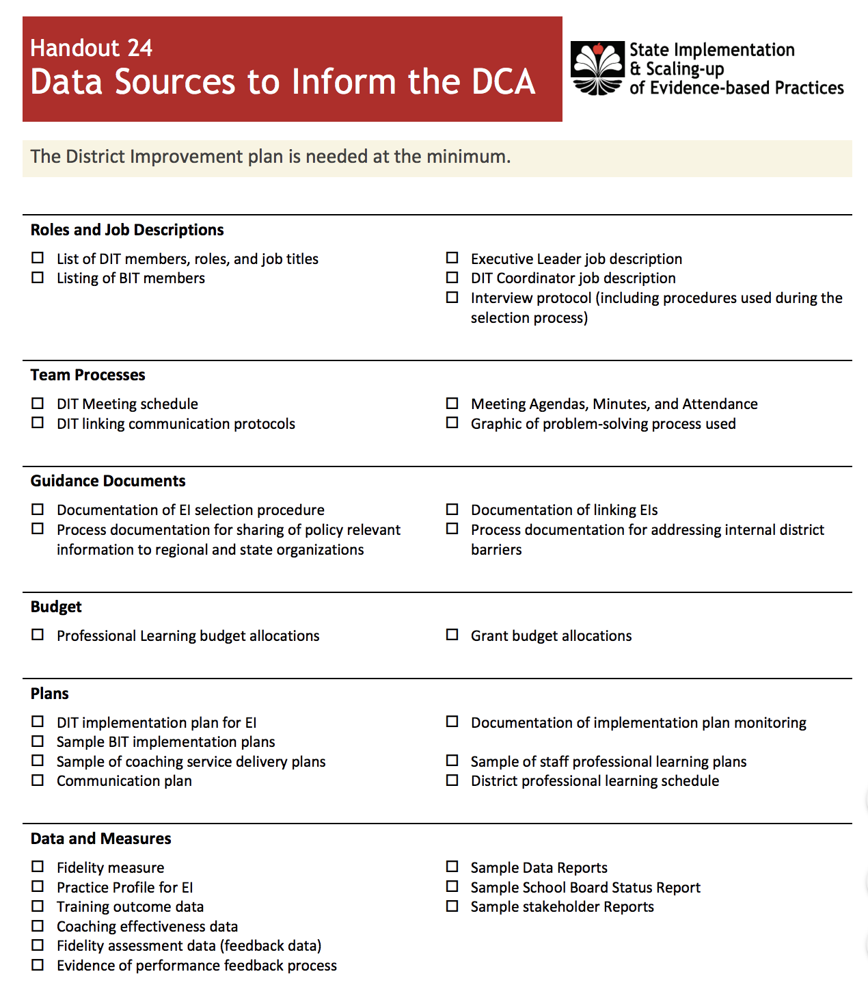 Handout 24
Data Sources to Inform the DCA
State Implementation
& Scaling-up
of Evidence-based Practices
The District Improvement plan is needed at the minimum.
Roles and Job Descriptions
List of DIT members, roles, and job titles
Listing of BIT members
Executive Leader job description
DIT Coordinator job description
Interview protocol (including procedures used during the
selection process)
Team Processes
DIT Meeting schedule
DIT linking communication protocols
Meeting Agendas, Minutes, and Attendance
Graphic of problem-solving process used
Guidance Documents
Documentation of EI selection procedure
Process documentation for sharing of policy relevant
information to regional and state organizations
Documentation of linking EIs
Process documentation for addressing internal district
barriers
Budget
Professional Learning budget allocations
Grant budget allocations
Plans
DIT implementation plan for EI
Sample BIT implementation plans
Sample of coaching service delivery plans
Communication plan
Documentation of implementation plan monitoring
Sample of staff professional learning plans
District professional learning schedule
Data and Measures
Fidelity measure
Practice Profile for EI
Training outcome data
Coaching effectiveness data
Fidelity assessment data (feedback data)
Evidence of performance feedback process
Sample Data Reports
Sample School Board Status Report
Sample stakeholder Reports